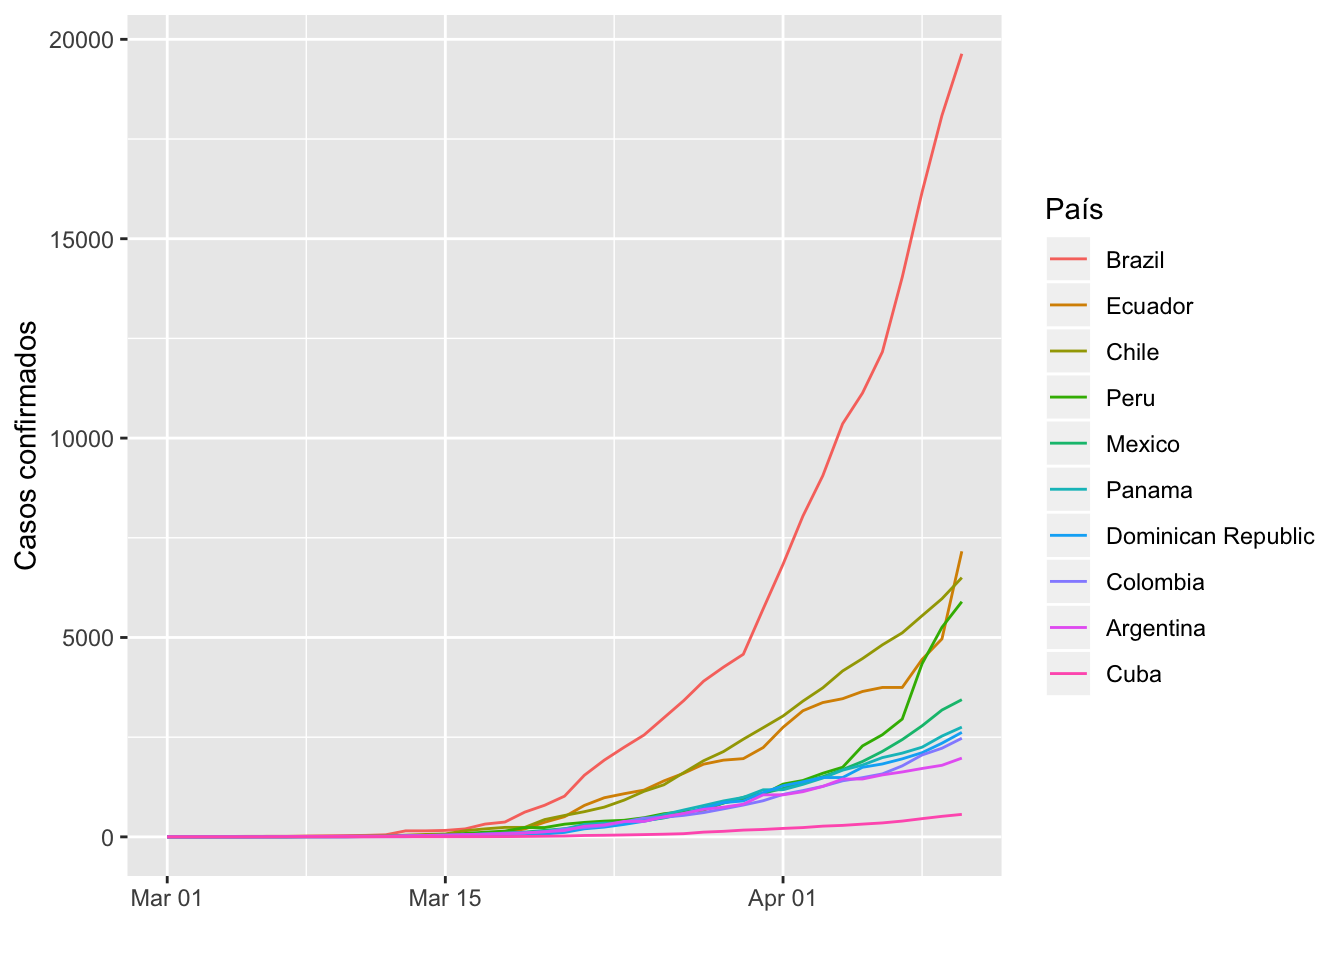 20000
15000
10000
5000
0
Casos confirmados
Mar 01
Mar 15
Apr 01
País
Brazil
Ecuador
Chile
Peru
Mexico
Panama
Dominican Republic
Colombia
Argentina
Cuba